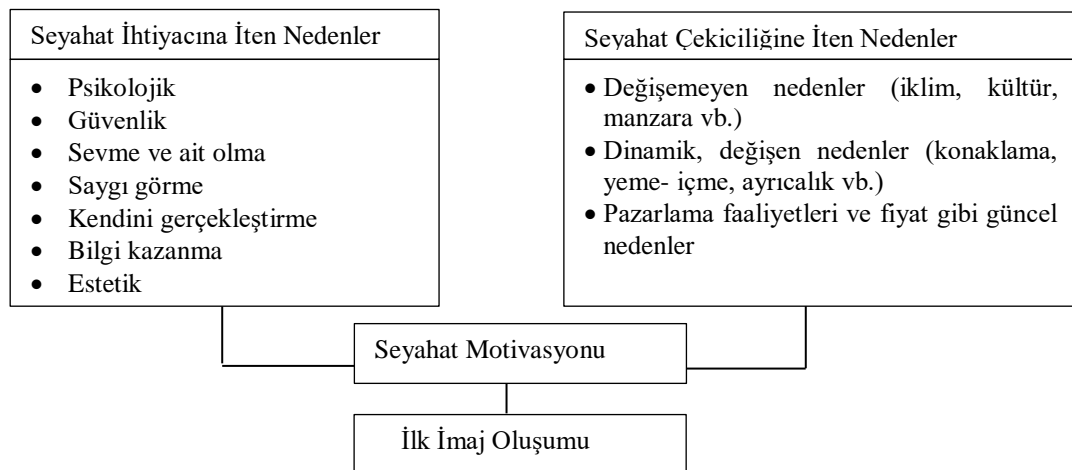 Seyahat İhtiyacına İten Nedenler
• Psikolojik
• Güvenlik
• Sevme ve ait olma
• Saygı görme
• Kendini gerçekleştirme
• Bilgi kazanma
• Estetik
Seyahat Çekiciliğine İten Nedenler
• Değişemeyen nedenler (iklim, kültür,
manzara vb.)
• Dinamik, değişen nedenler (konaklama,
yeme- içme, ayrıcalık vb.)
• Pazarlama faaliyetleri ve fiyat gibi güncel
nedenler
Seyahat Motivasyonu
İlk İmaj Oluşumu